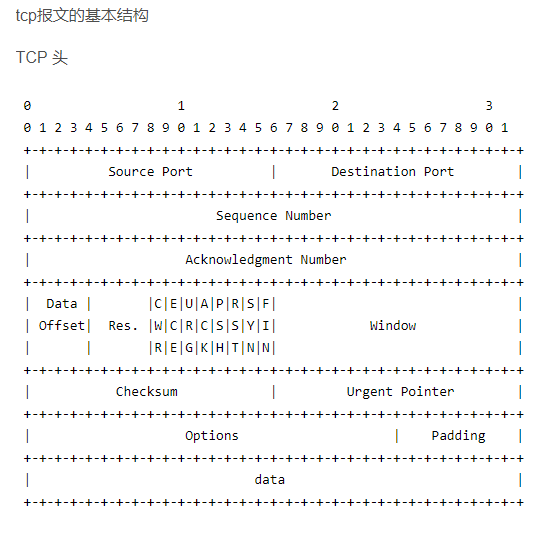 tcp报文的基本结构
TCP 头
0                   1                   2                   3
0 1 2 3 4 5 6 7 8 9 0 1 2 3 4 5 6 7 8 9 0 1 2 3 4 5 6 7 8 9 0 1
+-+-+-+-+-+-+-+-+-+-+-+-+-+-+-+-+-+-+-+-+-+-+-+-+-+-+-+-+-+-+-+-+
|          Source Port          |       Destination Port        |
+-+-+-+-+-+-+-+-+-+-+-+-+-+-+-+-+-+-+-+-+-+-+-+-+-+-+-+-+-+-+-+-+
|                        Sequence Number                        |
+-+-+-+-+-+-+-+-+-+-+-+-+-+-+-+-+-+-+-+-+-+-+-+-+-+-+-+-+-+-+-+-+
|                    Acknowledgment Number                      |
+-+-+-+-+-+-+-+-+-+-+-+-+-+-+-+-+-+-+-+-+-+-+-+-+-+-+-+-+-+-+-+-+
|  Data |       |C|E|U|A|P|R|S|F|                               |
| Offset|  Res. |W|C|R|C|S|S|Y|I|            Window             |
|       |       |R|E|G|K|H|T|N|N|                               |
+-+-+-+-+-+-+-+-+-+-+-+-+-+-+-+-+-+-+-+-+-+-+-+-+-+-+-+-+-+-+-+-+
|           Checksum            |         Urgent Pointer        |
+-+-+-+-+-+-+-+-+-+-+-+-+-+-+-+-+-+-+-+-+-+-+-+-+-+-+-+-+-+-+-+-+
|                    Options                    |    Padding    |
+-+-+-+-+-+-+-+-+-+-+-+-+-+-+-+-+-+-+-+-+-+-+-+-+-+-+-+-+-+-+-+-+
|                             data                              |
+-+-+-+-+-+-+-+-+-+-+-+-+-+-+-+-+-+-+-+-+-+-+-+-+-+-+-+-+-+-+-+-+